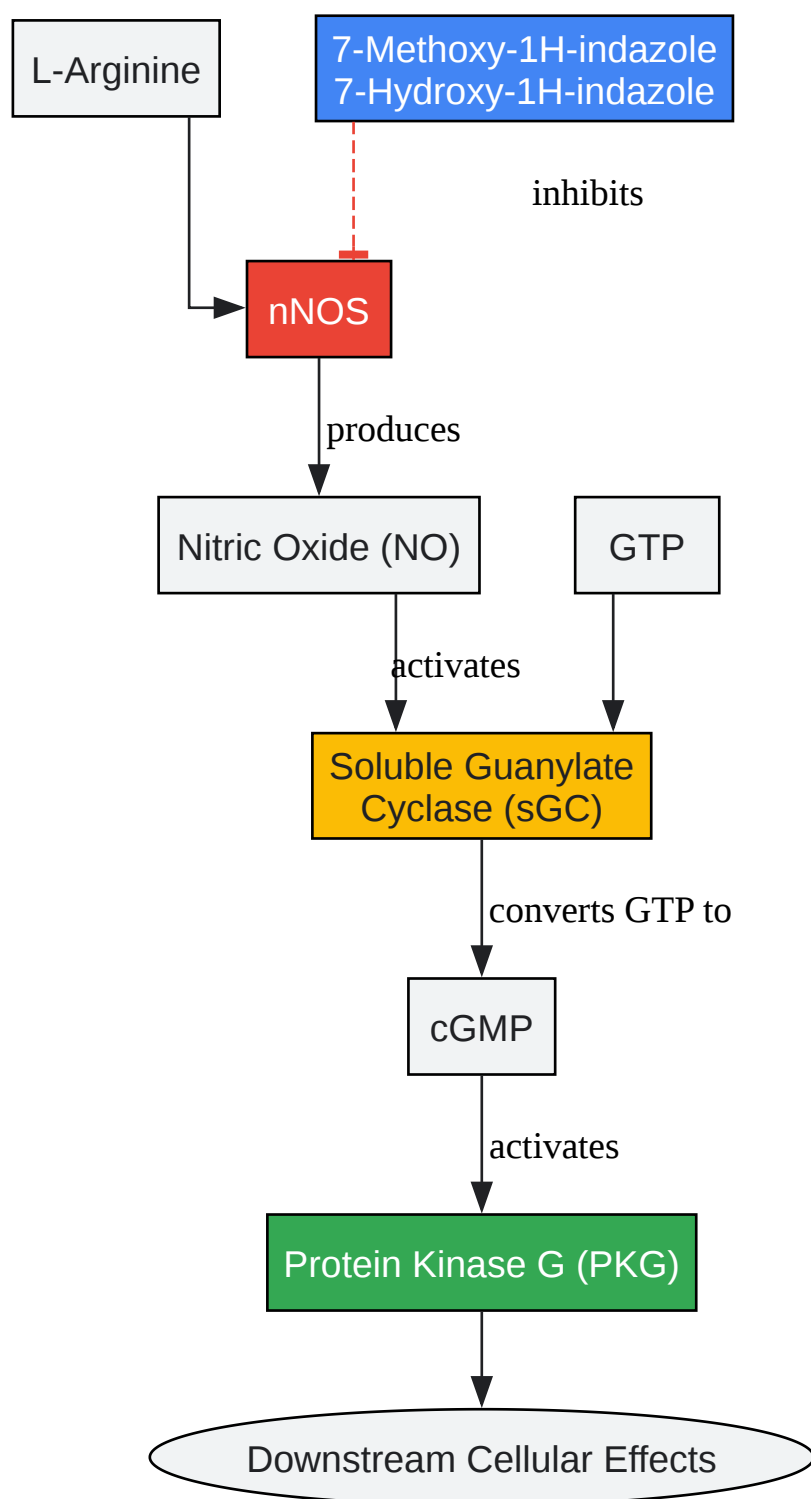 L-Arginine
7-Methoxy-1H-indazole
7-Hydroxy-1H-indazole
inhibits
nNOS
produces
Nitric Oxide (NO)
GTP
activates
Soluble Guanylate
Cyclase (sGC)
converts GTP to
cGMP
activates
Protein Kinase G (PKG)
Downstream Cellular Effects